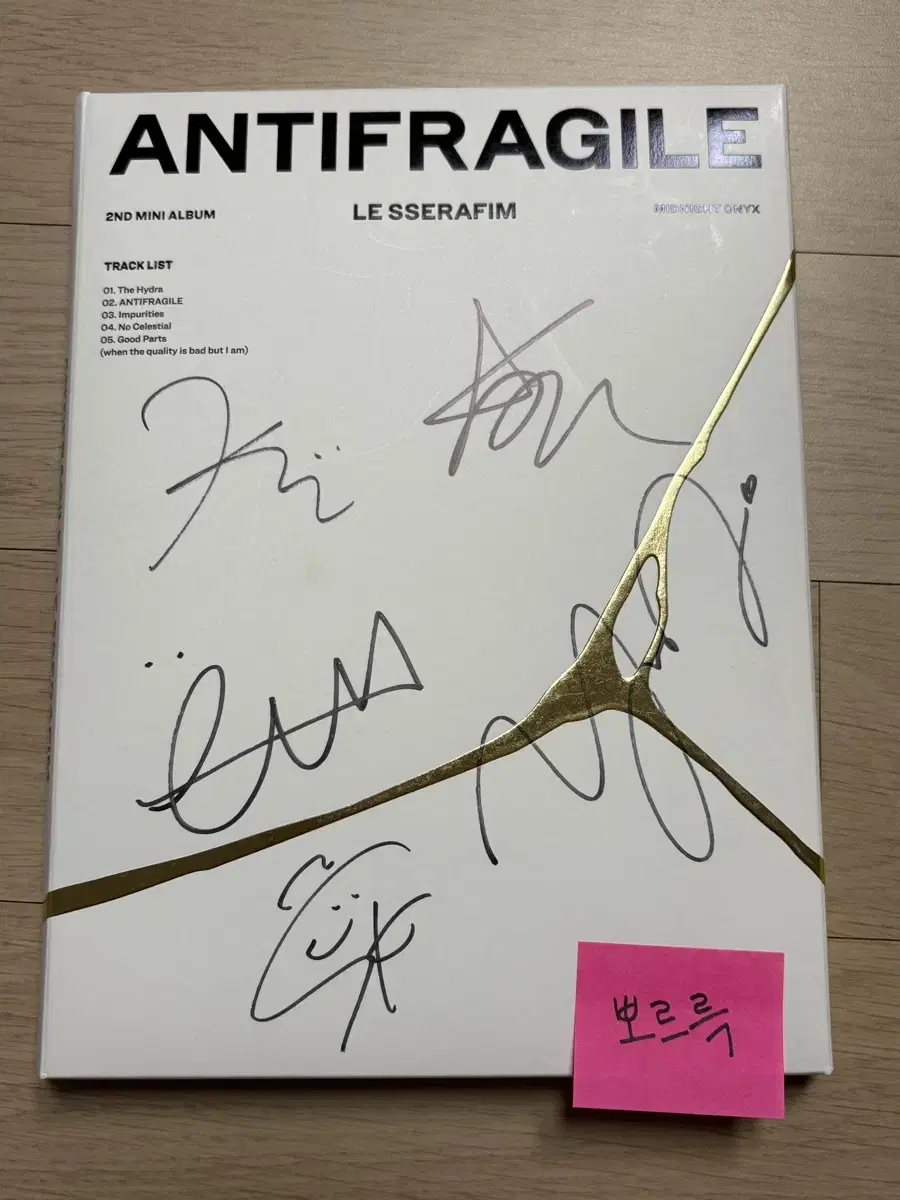 ANTIFRAGILE
2ND MINI ALBUM LE SSERAFIM MIDNIGHT ONYX
TRACK LIST
01. The Hydra
02. ANTIFRAGILE
03. Impurities
04. No Celestial
05. Good Parts
(when the quality is bad but I am)
뽀르륵